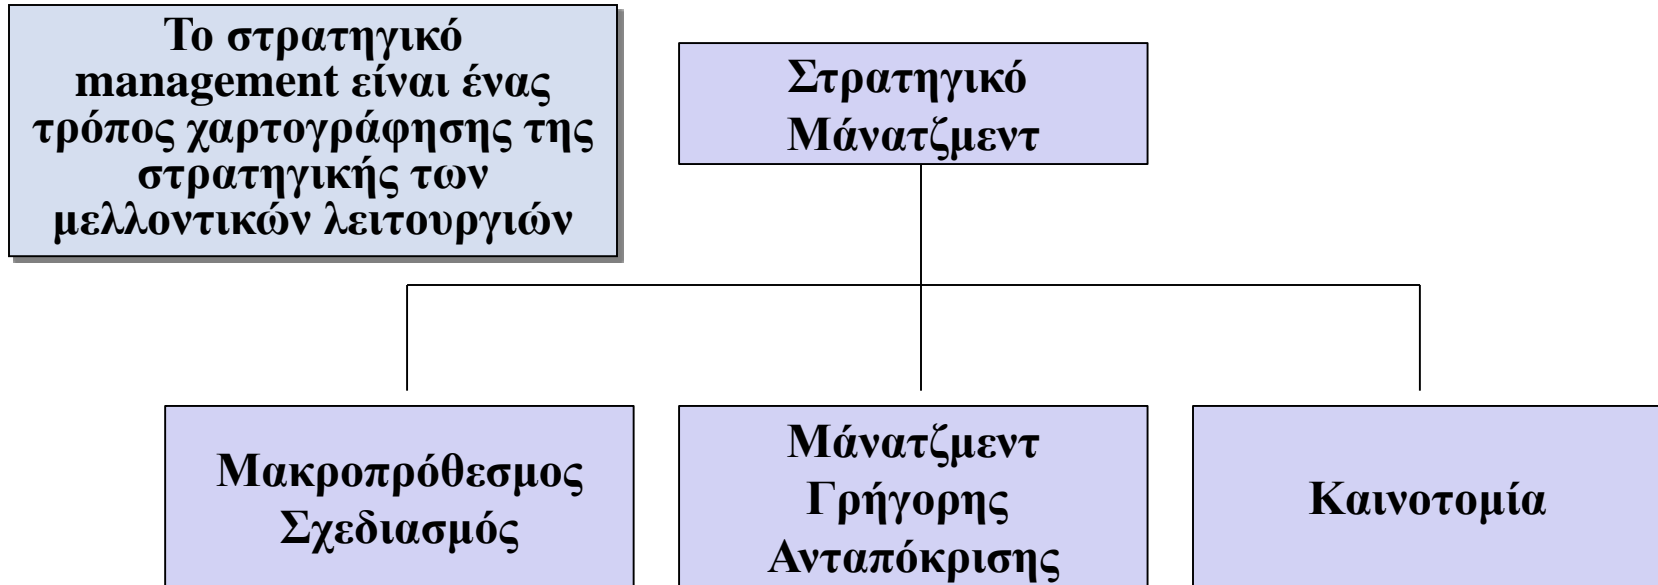 Το στρατηγικό
management είναι ένας
τρόπος χαρτογράφησης της
στρατηγικής των
μελλοντικών λειτουργιών
Στρατηγικό
Μάνατζμεντ
Μακροπρόθεσμος
Σχεδιασμός
Μάνατζμεντ
Γρήγορης
Ανταπόκρισης
Καινοτομία